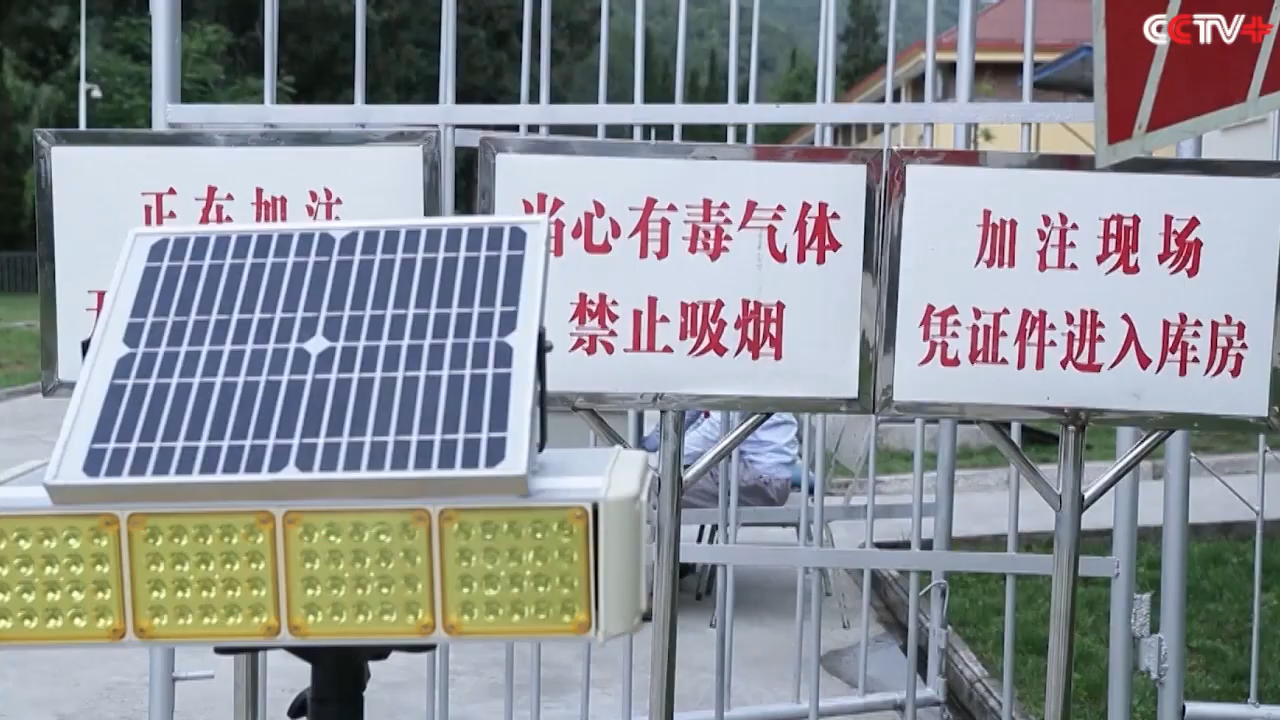 CCTV+
正在加注
当心有毒气体
禁止吸烟
加注现场
凭证件进入库房